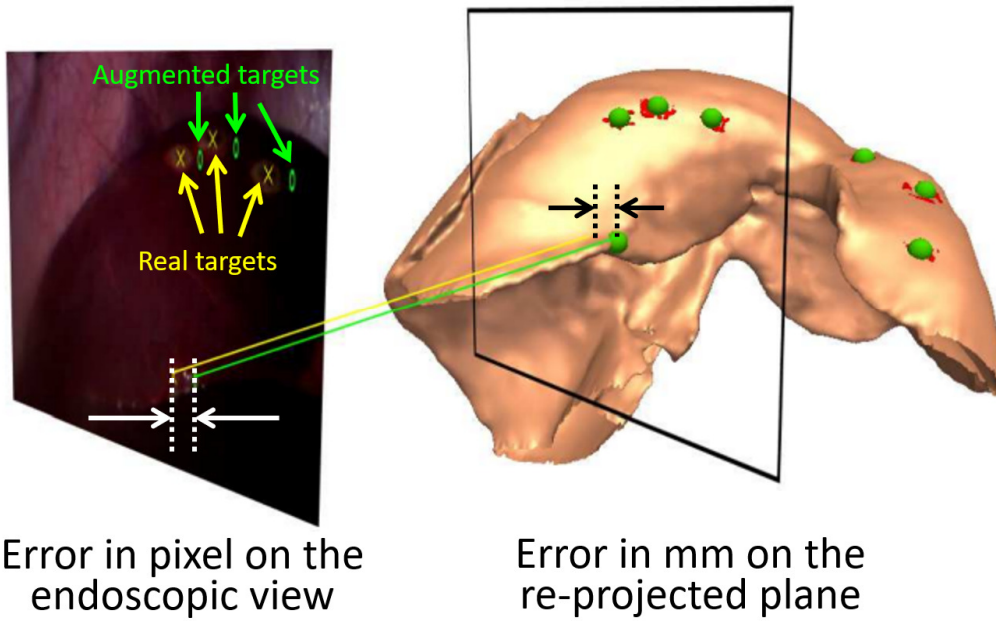 Augmented targets
Real targets
Error in pixel on the
endoscopic view
Error in mm on the
re-projected plane